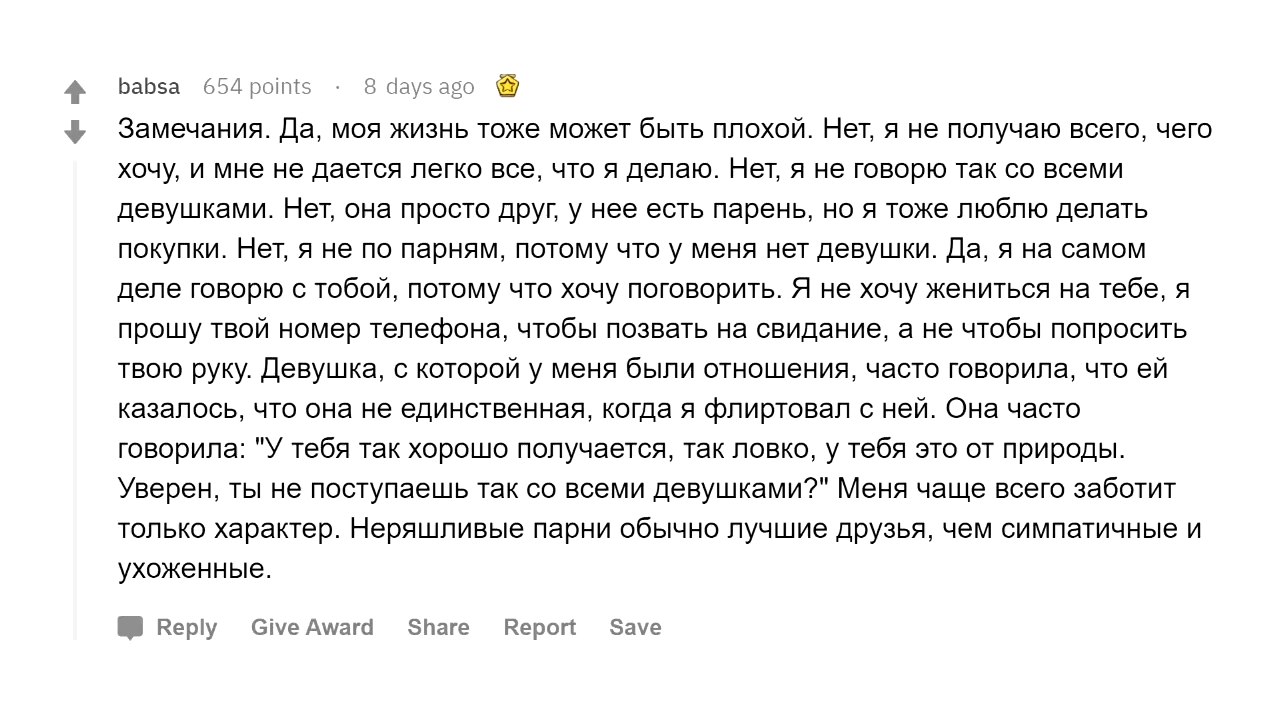 babsa 654 points · 8 days ago
Замечания. Да, моя жизнь тоже может быть плохой. Нет, я не получаю всего, чего
хочу, и мне не дается легко все, что я делаю. Нет, я не говорю так со всеми
девушками. Нет, она просто друг, у нее есть парень, но я тоже люблю делать
покупки. Нет, я не по парням, потому что у меня нет девушки. Да, я на самом
деле говорю с тобой, потому что хочу поговорить. Я не хочу жениться на тебе, я
прошу твой номер телефона, чтобы позвать на свидание, а не чтобы попросить
твою руку. Девушка, с которой у меня были отношения, часто говорила, что ей
казалось, что она не единственная, когда я флиртовал с ней. Она часто
говорила: "У тебя так хорошо получается, так ловко, у тебя это от природы.
Уверен, ты не поступаешь так со всеми девушками?" Меня чаще всего заботит
только характер. Неряшливые парни обычно лучшие друзья, чем симпатичные и
ухоженные.
Reply Give Award Share Report Save